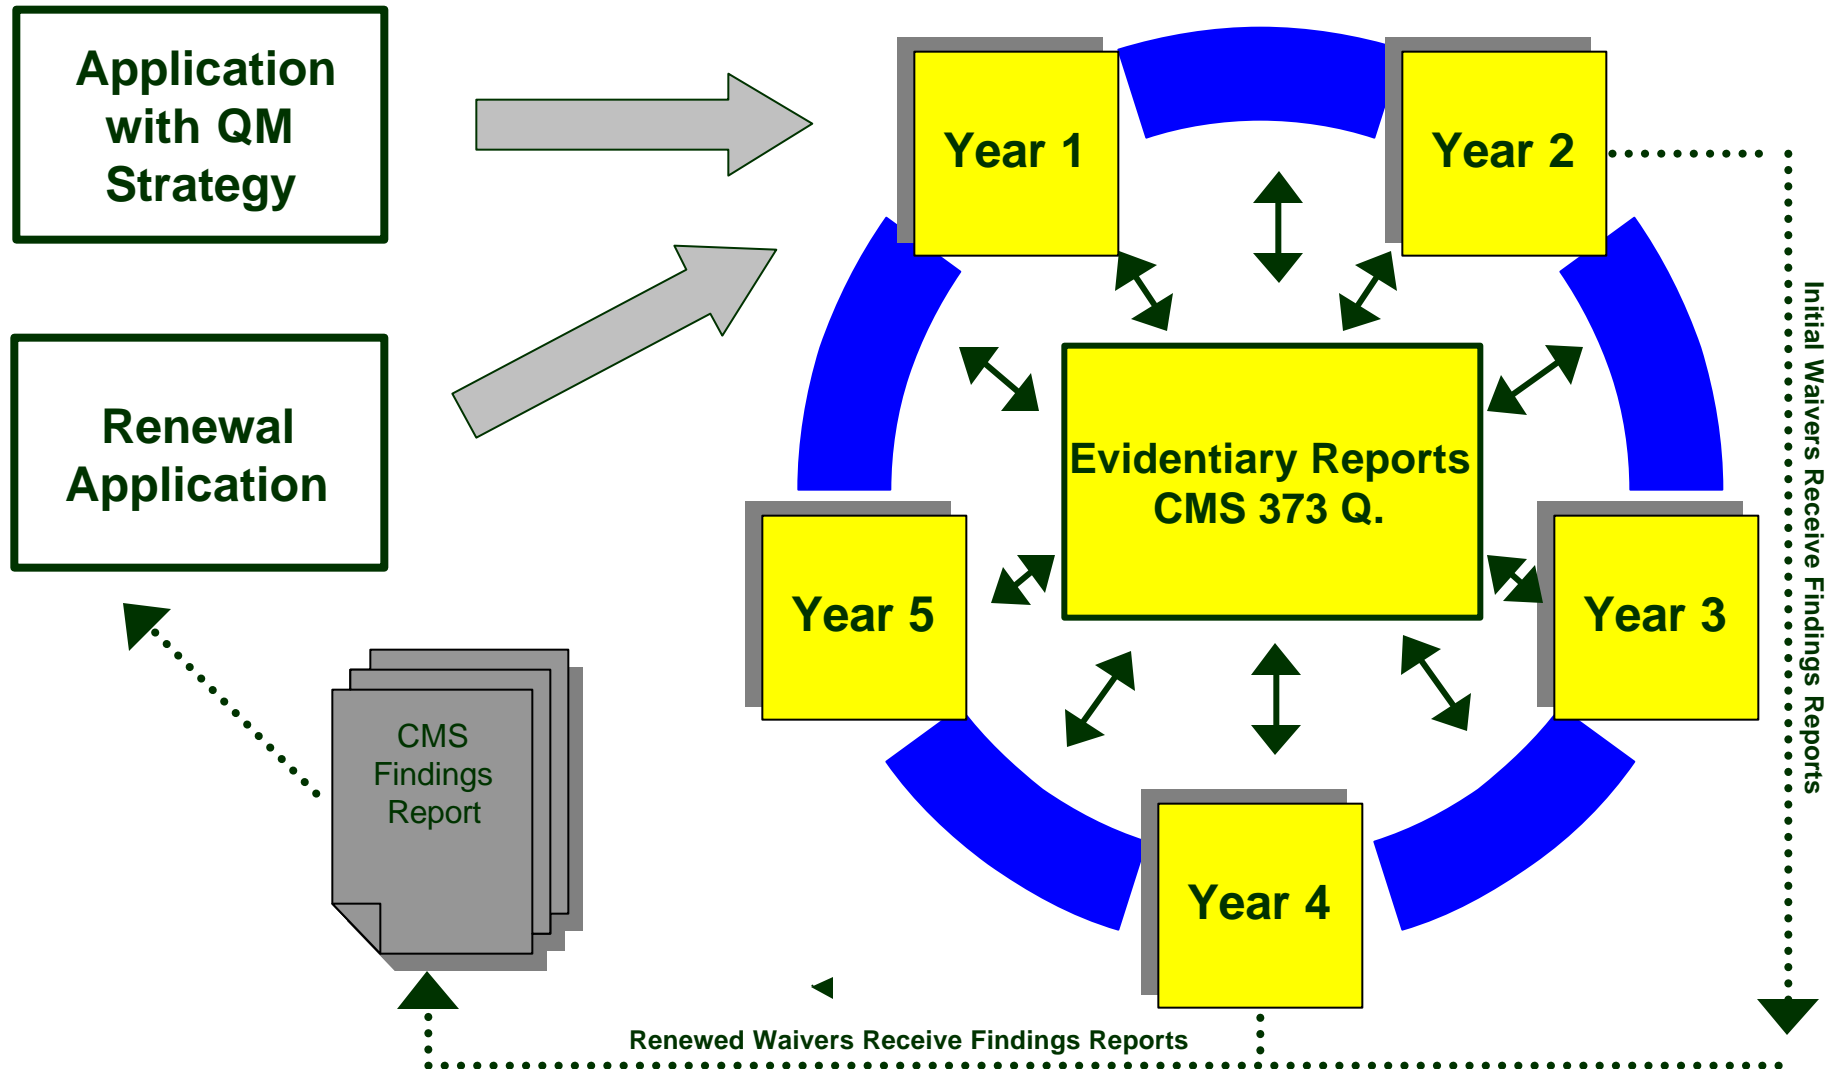 Application
with QM
Strategy
Year 1
Year 2
Renewal
Application
Evidentiary Reports
CMS 373 Q.
Year 5
Year 3
Initial Waivers Receive Findings Reports
CMS
Findings
Report
Year 4
Renewed Waivers Receive Findings Reports